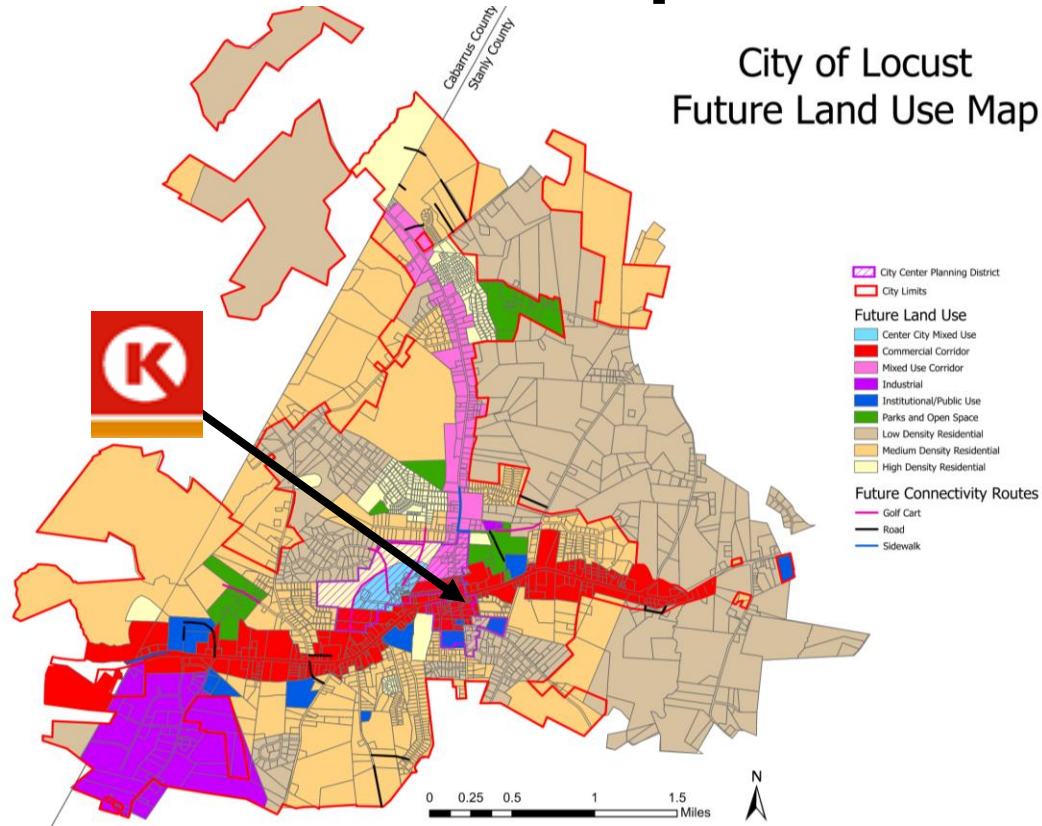 City of Locust
Future Land Use Map
Cabarrus County
Stanly County
K
City Center Planning District
City Limits
Future Land Use
Center City Mixed Use
Commercial Corridor
Mixed Use Corridor
Industrial
Institutional/Public Use
Parks and Open Space
Low Density Residential
Medium Density Residential
High Density Residential
Future Connectivity Routes
Golf Cart
Road
Sidewalk
0 0.25 0.5 1 1.5
Miles
N